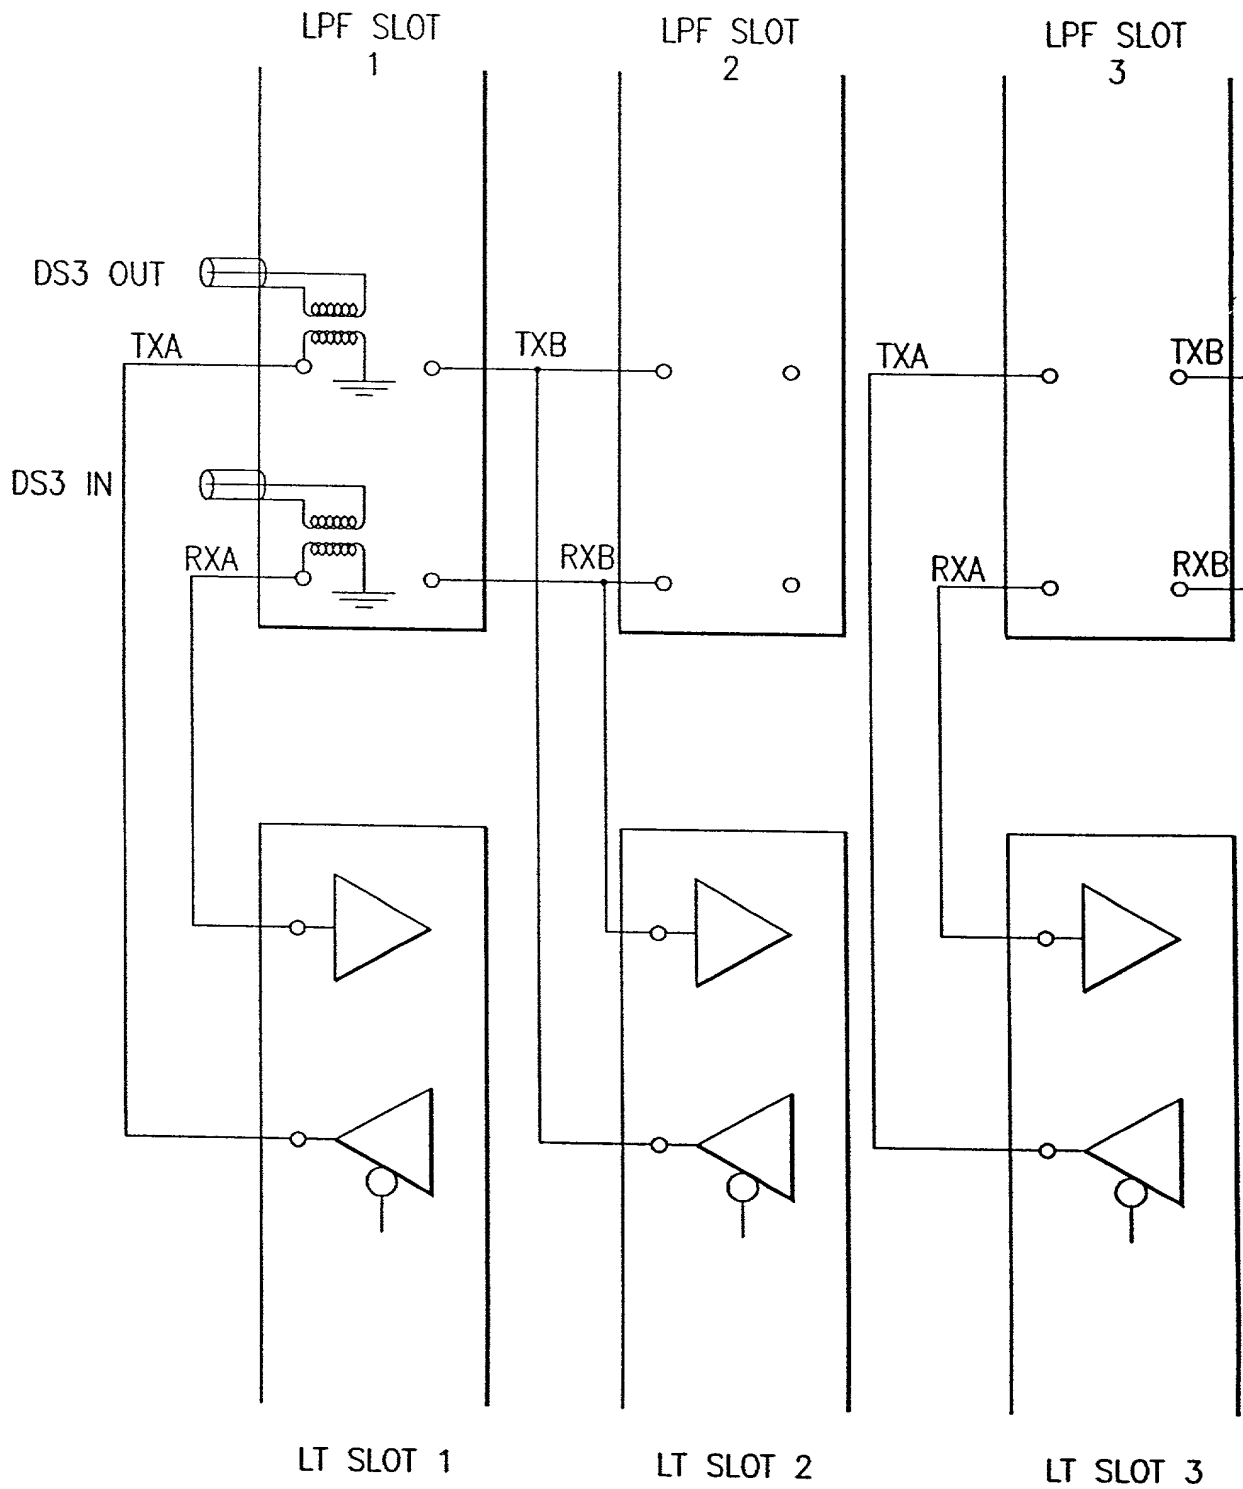 LPF SLOT
1
LPF SLOT
2
LPF SLOT
3
DS3 OUT
TXA
TXB
TXA
TXB
DS3 IN
RXA
RXB
RXA
RXB
LT SLOT 1
LT SLOT 2
LT SLOT 3